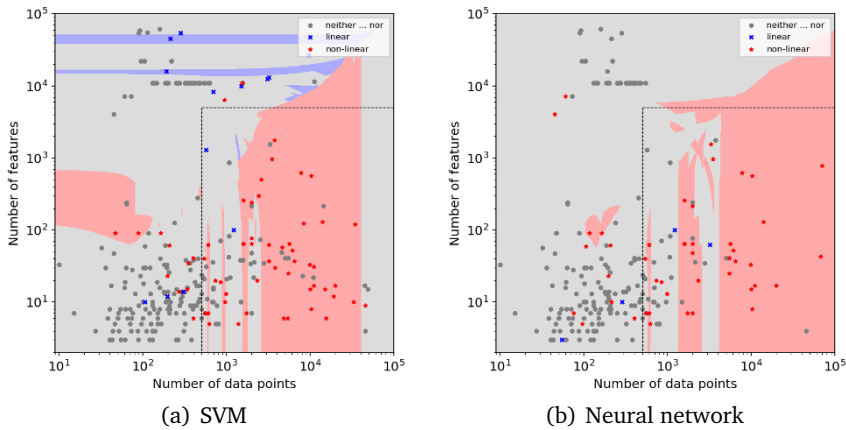 10^5
10^4
10^3
10^2
10^1
Number of features
neither ... nor
linear
non-linear
10^1 10^2 10^3 10^4 10^5
Number of data points
(a) SVM
10^5
10^4
10^3
10^2
10^1
Number of features
neither ... nor
linear
non-linear
10^1 10^2 10^3 10^4 10^5
Number of data points
(b) Neural network